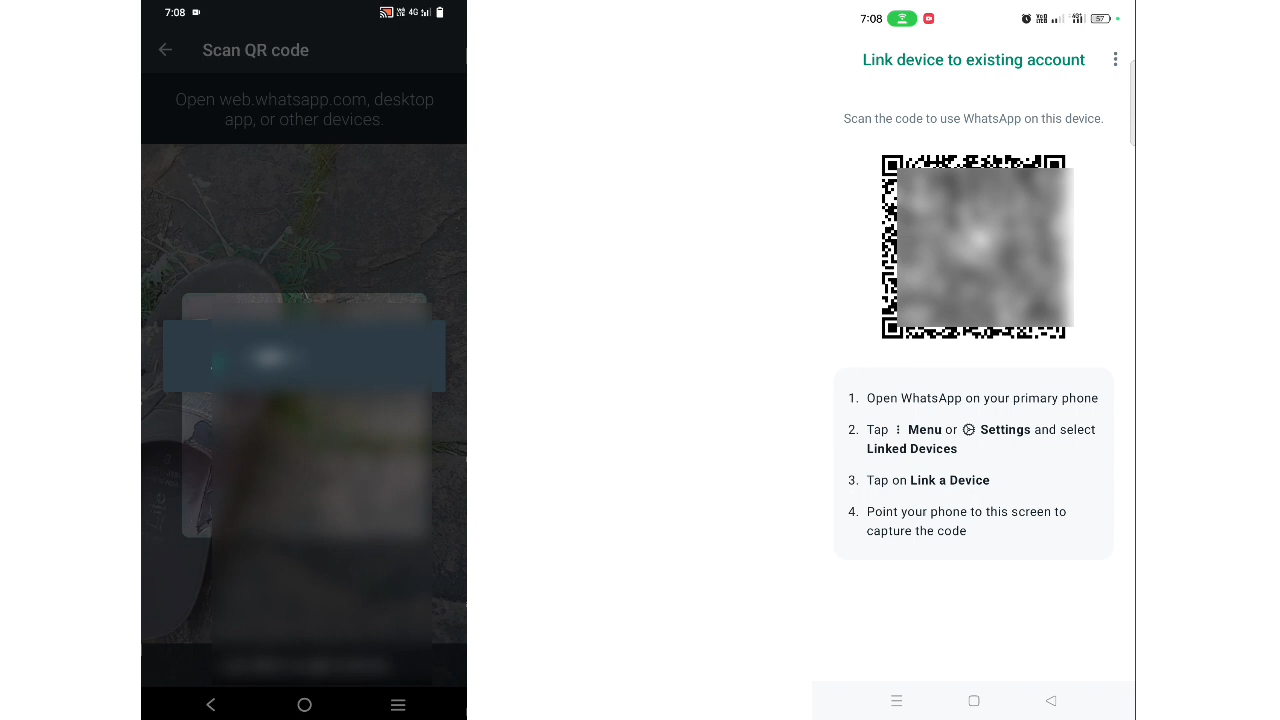 7:08
4G
Scan QR code
Open web.whatsapp.com, desktop
app, or other devices.
7:08
57
Link device to existing account
Scan the code to use WhatsApp on this device.
1. Open WhatsApp on your primary phone
2. Tap ⋮ Menu or Settings and select
Linked Devices
3. Tap on Link a Device
4. Point your phone to this screen to
capture the code